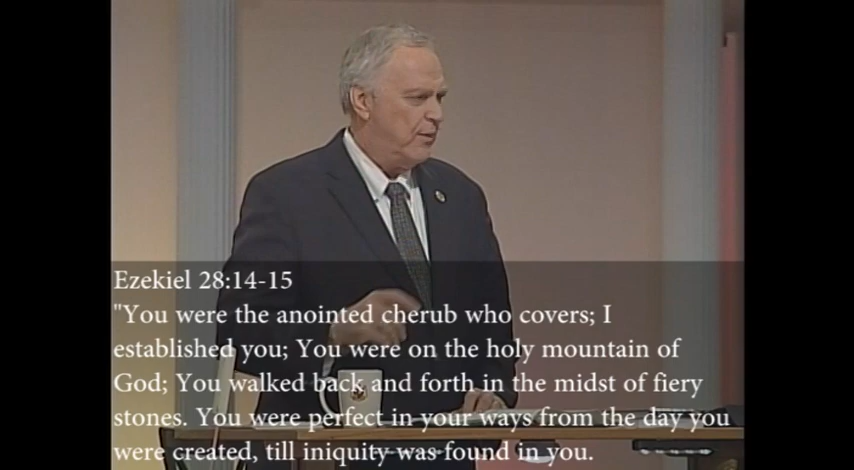 Ezekiel 28:14-15
"You were the anointed cherub who covers; I
established you; You were on the holy mountain of
God; You walked back and forth in the midst of fiery
stones. You were perfect in your ways from the day you
were created, till iniquity was found in you.